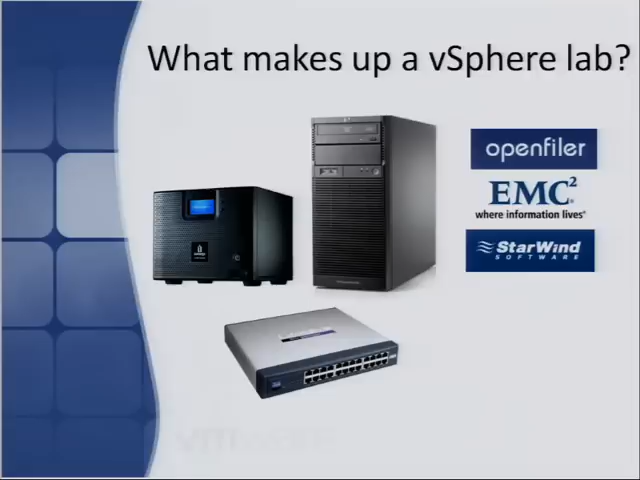 What makes up a vSphere lab?
openfiler
EMC²
where information lives®
StarWind
SOFTWARE